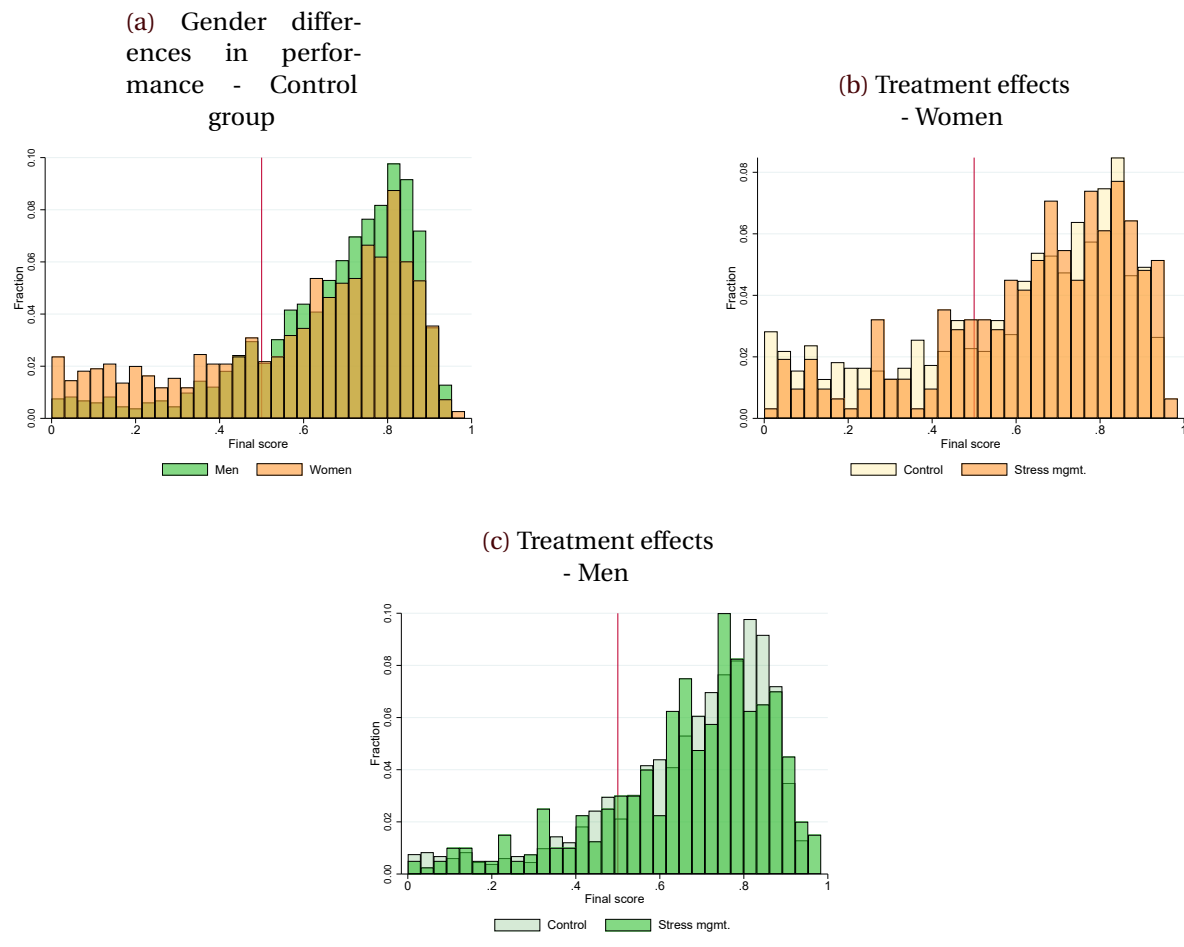 (a) Gender differ-
ences in perfor-
mance - Control
group
0.10
0.08
0.06
0.04
0.02
0.00
Fraction
0 .2 .4 .6 .8 1
Final score
Men Women
(b) Treatment effects
- Women
0.08
0.06
0.04
0.02
0.00
Fraction
0 .2 .4 .6 .8 1
Final score
Control Stress mgmt.
(c) Treatment effects
- Men
0.10
0.08
0.06
0.04
0.02
0.00
Fraction
0 .2 .4 .6 .8 1
Final score
Control Stress mgmt.